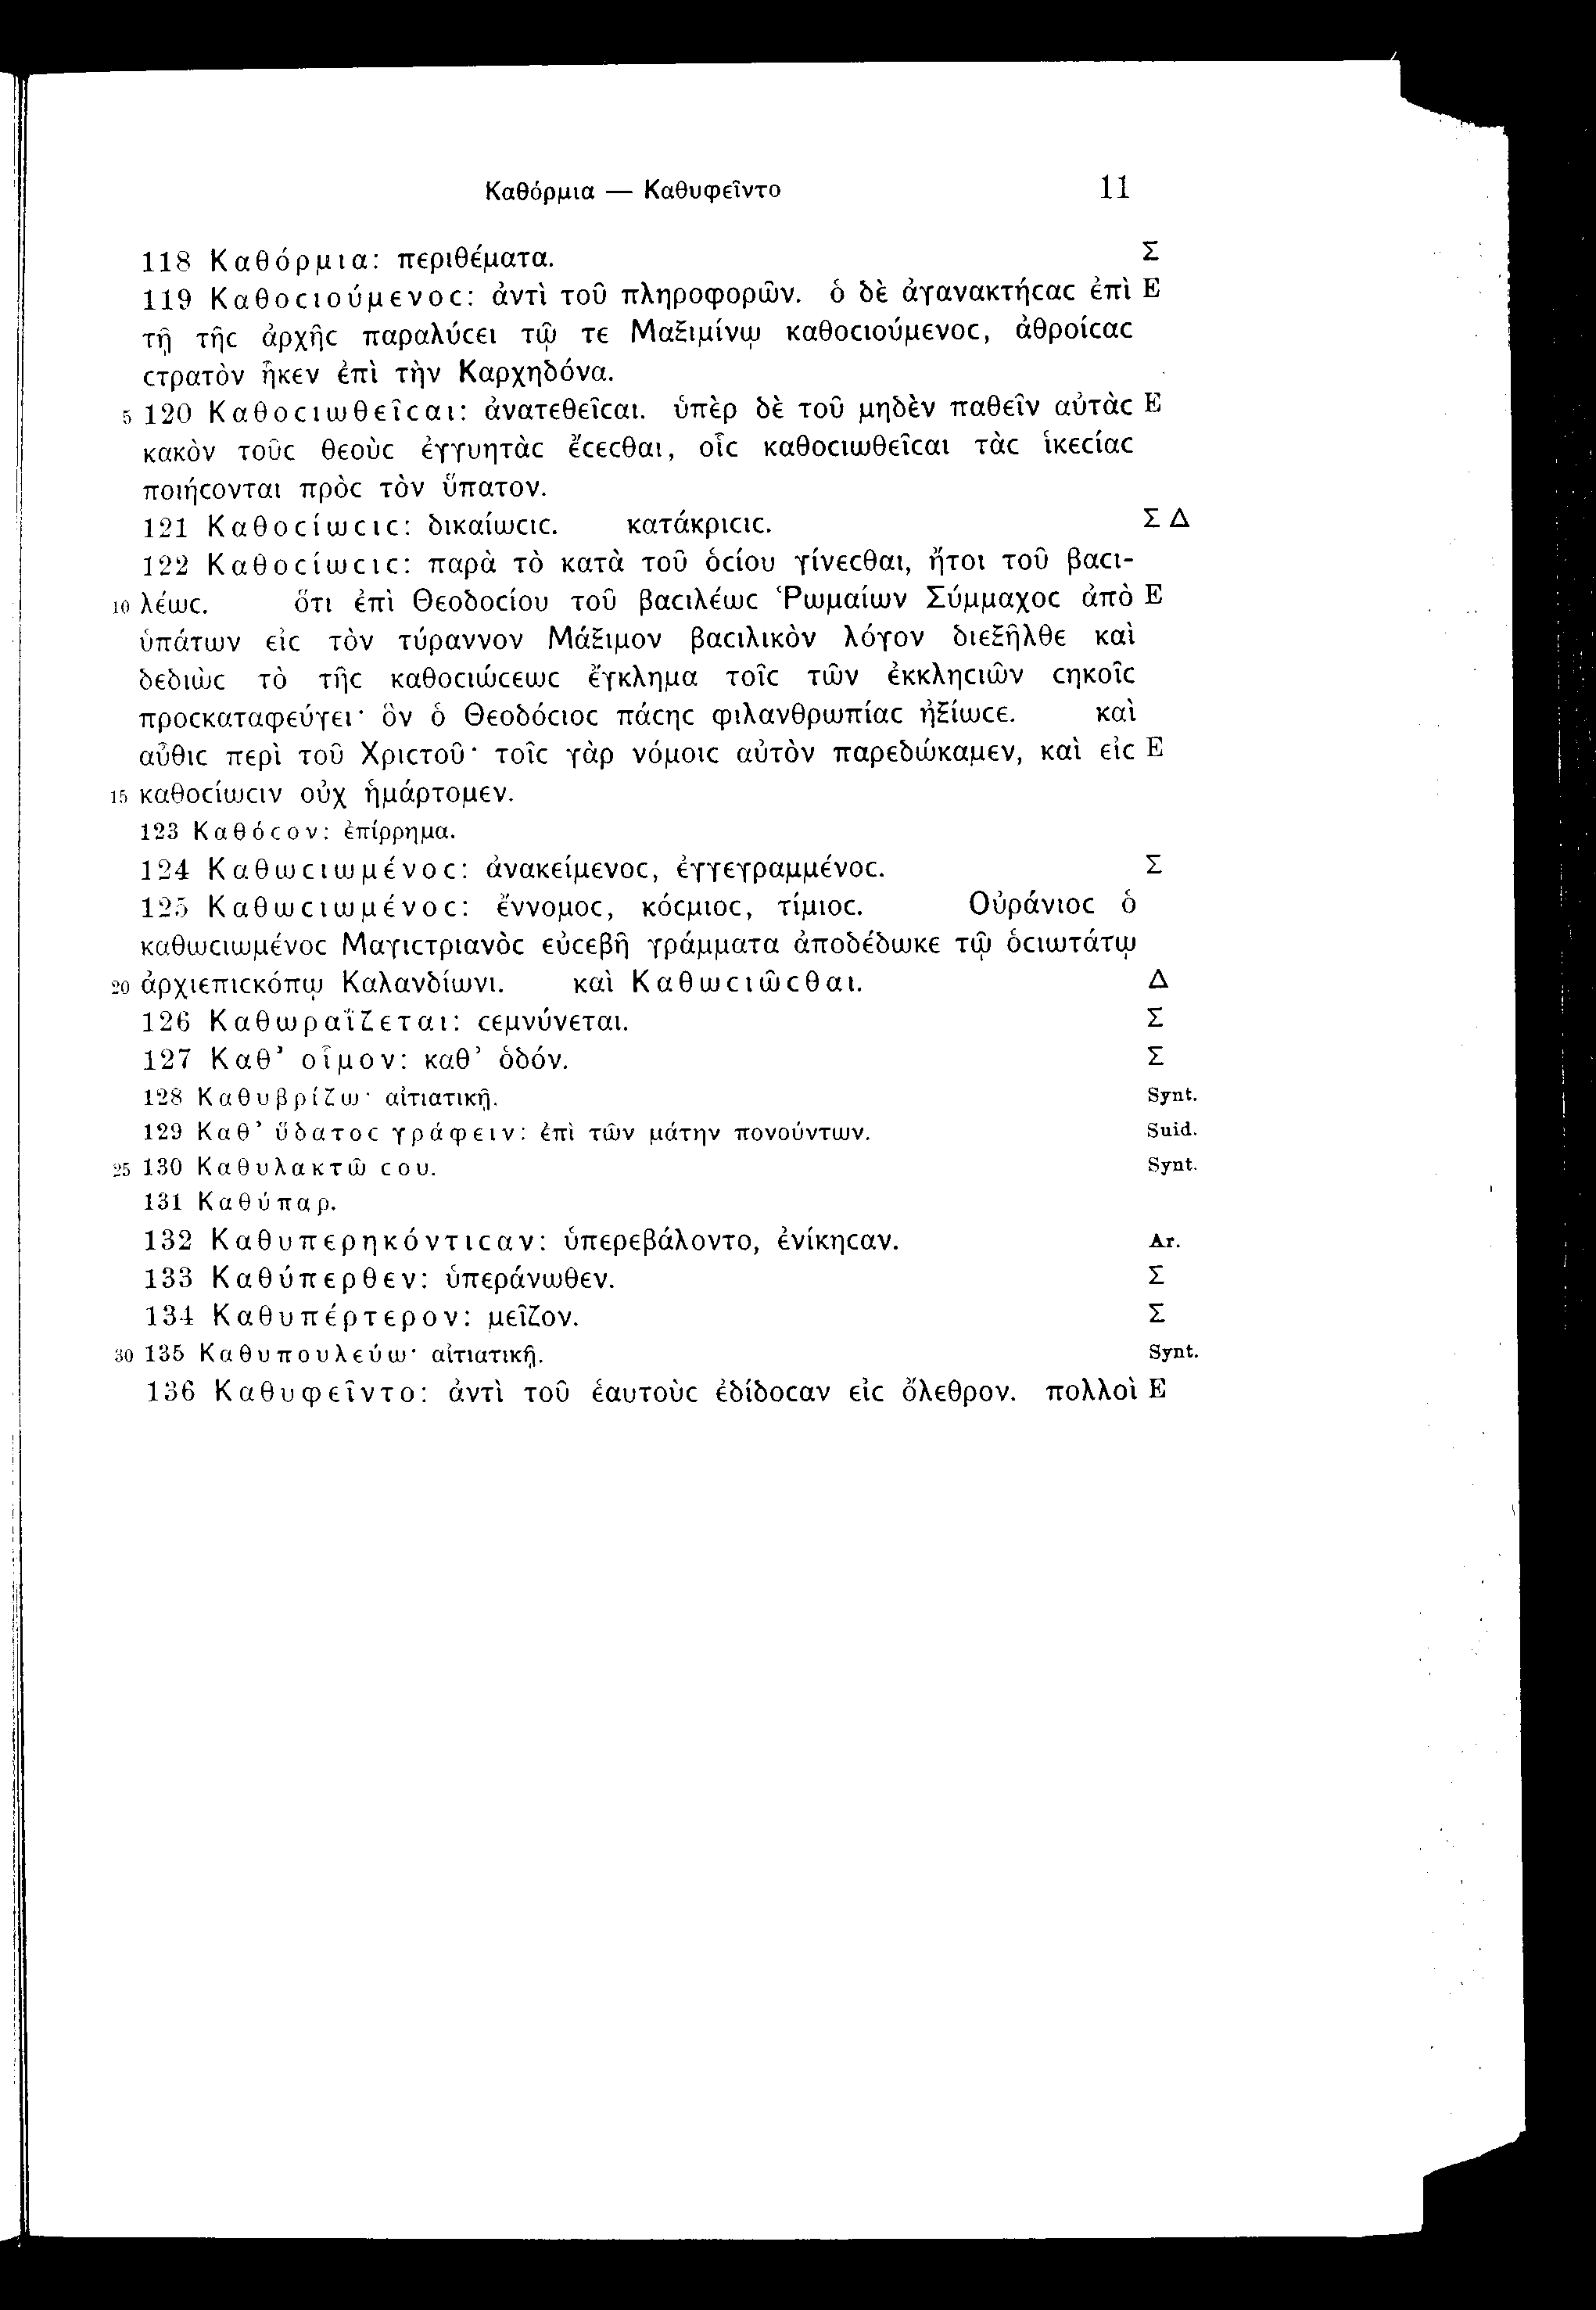 Καθόρμια — Καθυφεῖντο 11
118 Καθόρμια: περιθέματα. Σ
119 Καθοϲιούμενοϲ: ἀντὶ τοῦ πληροφορῶν. ὁ δὲ ἀγανακτήϲαϲ ἐπὶ E
τῇ τῆϲ ἀρχῆϲ παραλύϲει τῷ τε Μαξιμίνῳ καθοϲιούμενοϲ, ἀθροίϲαϲ
ϲτρατὸν ἧκεν ἐπὶ τὴν Καρχηδόνα.
5 120 Καθοϲιωθεῖϲαι: ἀνατεθεῖϲαι. ὑπὲρ δὲ τοῦ μηδὲν παθεῖν αὐτὰϲ E
κακὸν τοῦϲ θεοὺϲ ἐγγυητὰϲ ἔϲεϲθαι, οἷϲ καθοϲιωθεῖϲαι τὰϲ ἱκεϲίαϲ
ποιήϲονται πρὸϲ τὸν ὕπατον.
121 Καθοϲίωϲιϲ: δικαίωϲιϲ. κατάκριϲιϲ. Σ Δ
122 Καθοϲίωϲιϲ: παρὰ τὸ κατὰ τοῦ ὁϲίου γίνεϲθαι, ἤτοι τοῦ βαϲι-
10 λέωϲ. ὅτι ἐπὶ Θεοδοϲίου τοῦ βαϲιλέωϲ Ῥωμαίων Σύμμαχοϲ ἀπὸ E
ὑπάτων εἰϲ τὸν τύραννον Μάξιμον βαϲιλικὸν λόγον διεξῆλθε καὶ
δεδιὼϲ τὸ τῆϲ καθοϲιώϲεωϲ ἔγκλημα τοῖϲ τῶν ἐκκληϲιῶν ϲηκοῖϲ
προϲκαταφεύγει· ὃν ὁ Θεοδόϲιοϲ πάϲηϲ φιλανθρωπίαϲ ἠξίωϲε. καὶ
αὖθιϲ περὶ τοῦ Χριϲτοῦ· τοῖϲ γὰρ νόμοιϲ αὐτὸν παρεδώκαμεν, καὶ εἰϲ E
15 καθοϲίωϲιν οὐχ ἡμάρτομεν.
123 Καθόϲον: ἐπίρρημα.
124 Καθωϲιωμένοϲ: ἀνακείμενοϲ, ἐγγεγραμμένοϲ. Σ
125 Καθωϲιωμένοϲ: ἔννομοϲ, κόϲμιοϲ, τίμιοϲ. Οὐράνιοϲ ὁ
καθωϲιωμένοϲ Μαγιϲτριανὸϲ εὐϲεβῆ γράμματα ἀποδέδωκε τῷ ὁϲιωτάτῳ
20 ἀρχιεπιϲκόπῳ Καλανδίωνι. καὶ Καθωϲιῶϲθαι. Δ
126 Καθωραΐζεται: ϲεμνύνεται. Σ
127 Καθ' οἶμον: καθ' ὁδόν. Σ
128 Καθυβρίζω· αἰτιατικῇ. Synt.
129 Καθ' ὕδατοϲ γράφειν: ἐπὶ τῶν μάτην πονούντων. Suid.
25 130 Καθυλακτῶ ϲου. Synt.
131 Καθύπαρ.
132 Καθυπερηκόντιϲαν: ὑπερεβάλοντο, ἐνίκηϲαν. Ar.
133 Καθύπερθεν: ὑπεράνωθεν. Σ
134 Καθυπέρτερον: μεῖζον. Σ
30 135 Καθυπουλεύω· αἰτιατικῇ. Synt.
136 Καθυφεῖντο: ἀντὶ τοῦ ἑαυτοὺϲ ἐδίδοϲαν εἰϲ ὄλεθρον. πολλοὶ E